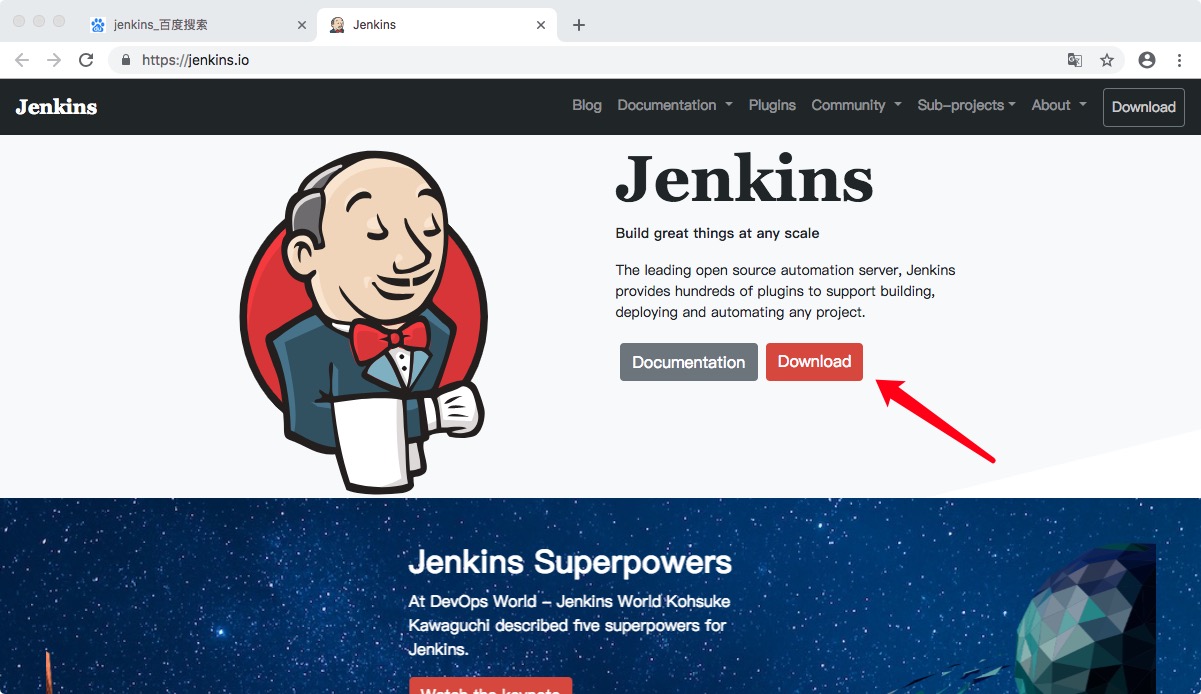 jenkins_百度搜索
Jenkins
https://jenkins.io
Jenkins
Blog Documentation Plugins Community Sub-projects About Download
Jenkins
Build great things at any scale
The leading open source automation server, Jenkins
provides hundreds of plugins to support building,
deploying and automating any project.
Documentation Download
Jenkins Superpowers
At DevOps World – Jenkins World Kohsuke
Kawaguchi described five superpowers for
Jenkins.
Watch the keynote